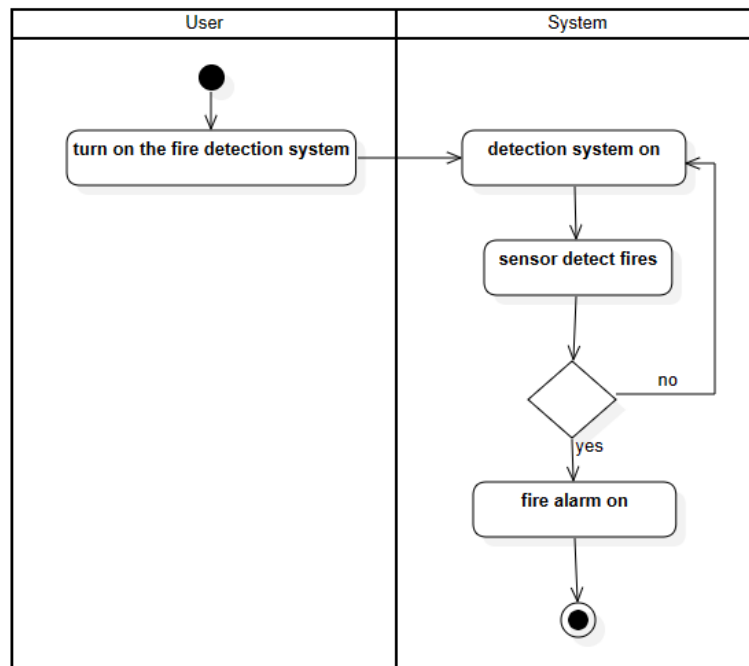 User
System
turn on the fire detection system
detection system on
sensor detect fires
no
yes
fire alarm on